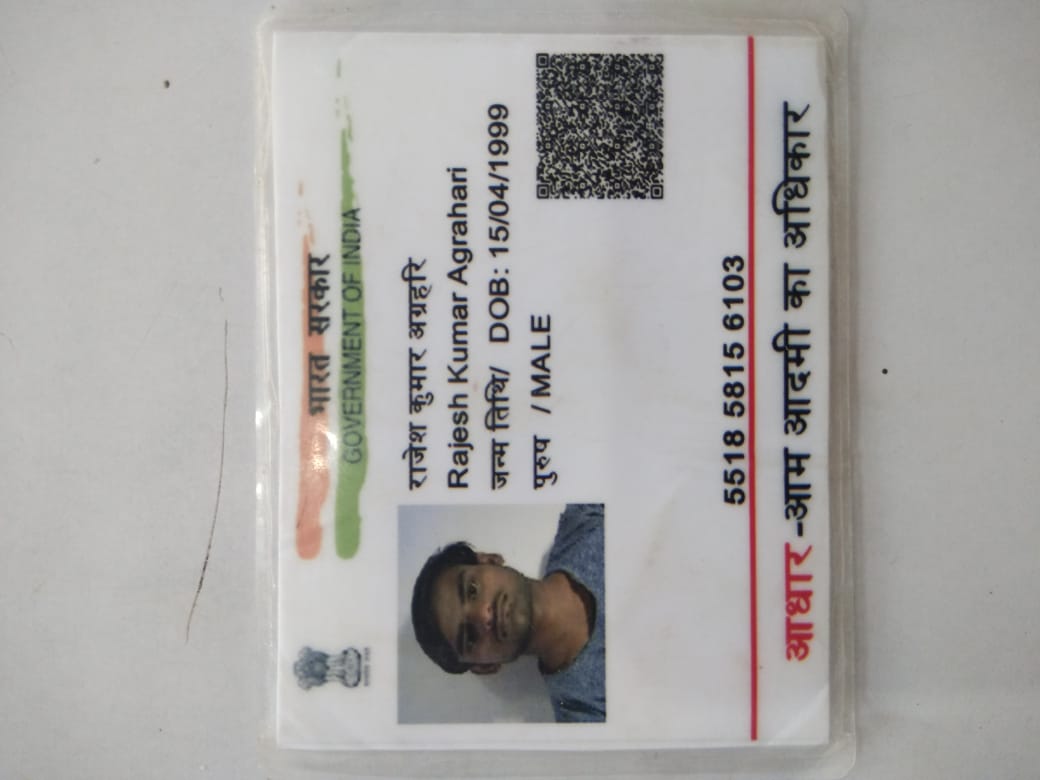 भारत सरकार
GOVERNMENT OF INDIA
राजेश कुमार अग्रहरि
Rajesh Kumar Agrahari
जन्म तिथि/ DOB: 15/04/1999
पुरुष / MALE
5518 5815 6103
आधार -आम आदमी का अधिकार